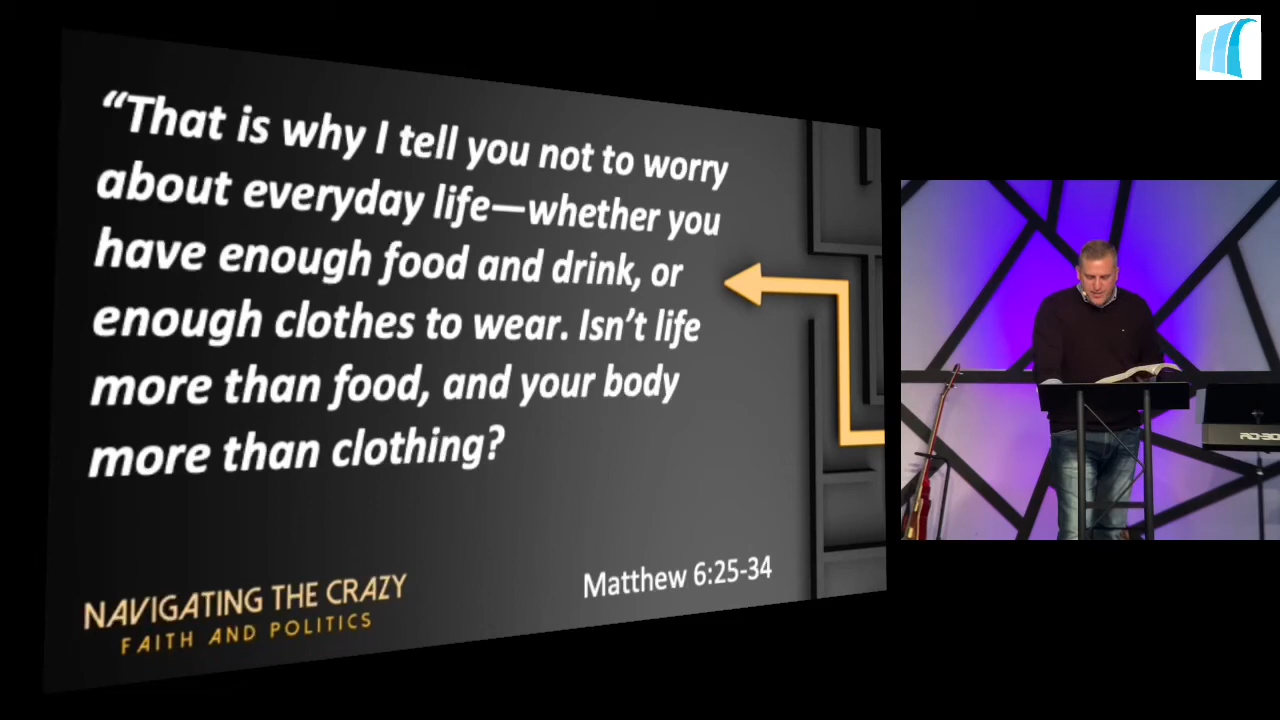 “That is why I tell you not to worry
about everyday life—whether you
have enough food and drink, or
enough clothes to wear. Isn’t life
more than food, and your body
more than clothing?
Matthew 6:25-34
NAVIGATING THE CRAZY
FAITH AND POLITICS